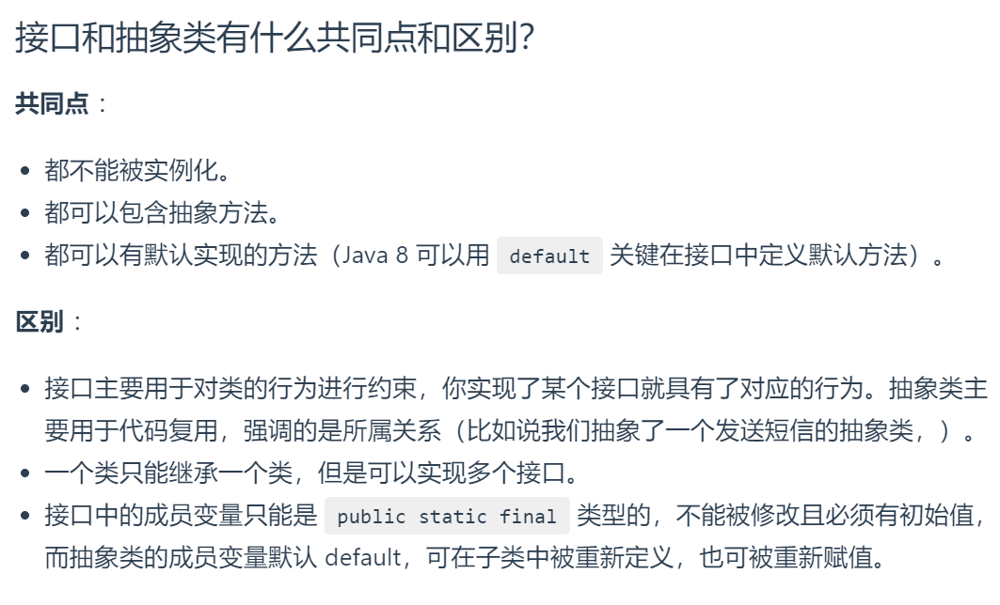 接口和抽象类有什么共同点和区别？
共同点：
都不能被实例化。
都可以包含抽象方法。
都可以有默认实现的方法（Java 8 可以用 default 关键在接口中定义默认方法）。
区别：
接口主要用于对类的行为进行约束，你实现了某个接口就具有了对应的行为。抽象类主
要用于代码复用，强调的是所属关系（比如说我们抽象了一个发送短信的抽象类，）。
一个类只能继承一个类，但是可以实现多个接口。
接口中的成员变量只能是 public static final 类型的，不能被修改且必须有初始值，
而抽象类的成员变量默认 default，可在子类中被重新定义，也可被重新赋值。